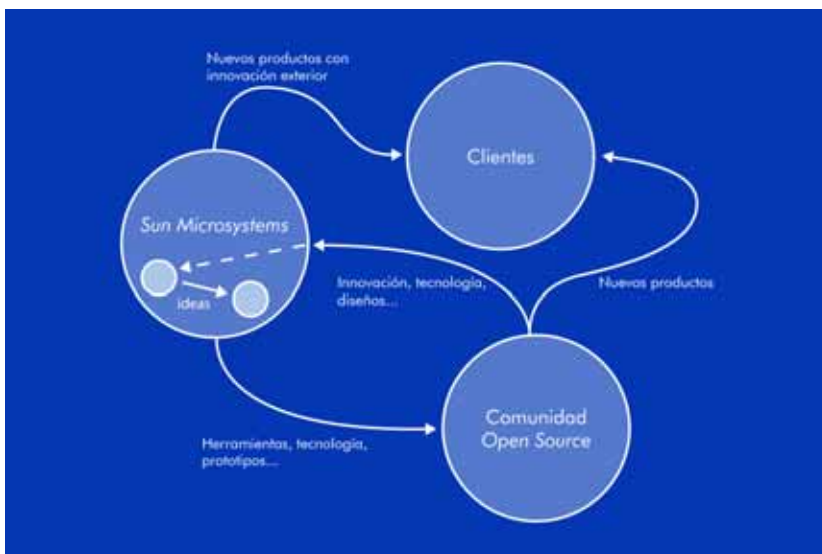 Nuevos productos con
innovación exterior
Clientes
Sun Microsystems
ideas
Innovación, tecnología,
diseños...
Nuevos productos
Comunidad
Open Source
Herramientas, tecnología,
prototipos...